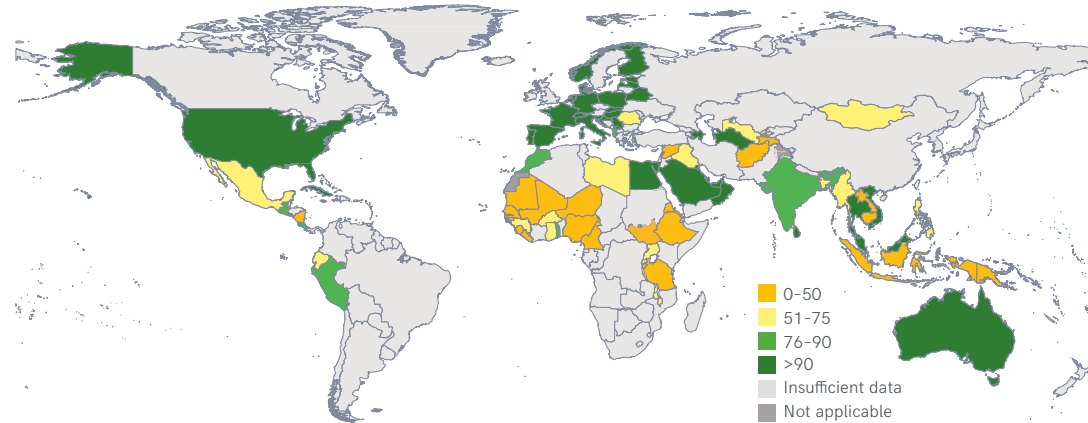 0–50
51–75
76–90
>90
Insufficient data
Not applicable